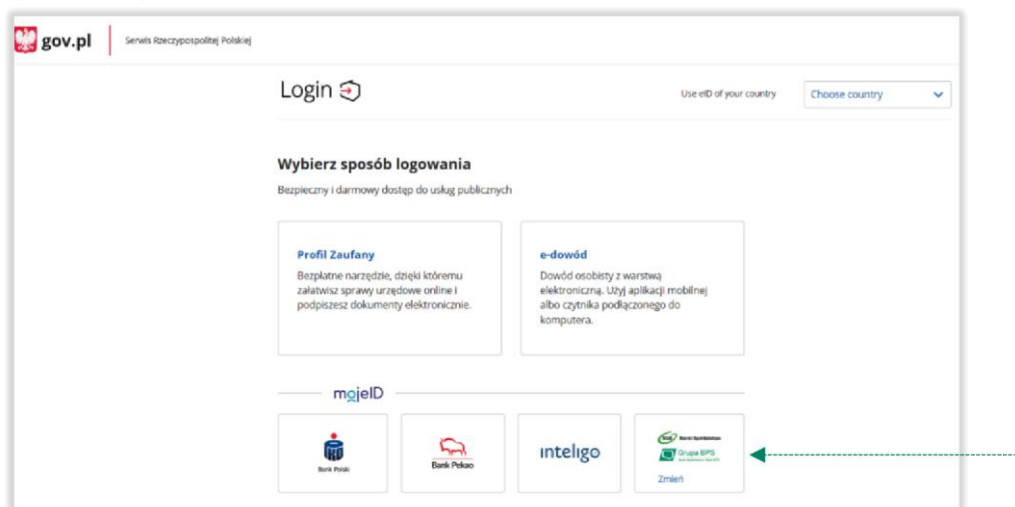 gov.pl
Serwis Rzeczypospolitej Polskiej
Login
Use eID of your country
Choose country
Wybierz sposób logowania
Bezpieczny i darmowy dostęp do usług publicznych
Profil Zaufany
Bezpłatne narzędzie, dzięki któremu
załatwisz sprawy urzędowe online i
podpiszesz dokumenty elektronicznie.
e-dowód
Dowód osobisty z warstwą
elektroniczną. Użyj aplikacji mobilnej
albo czytnika podłączonego do
komputera.
mojeID
Bank Polski
Bank Pekao
inteligo
Grupa BPS
Zmień